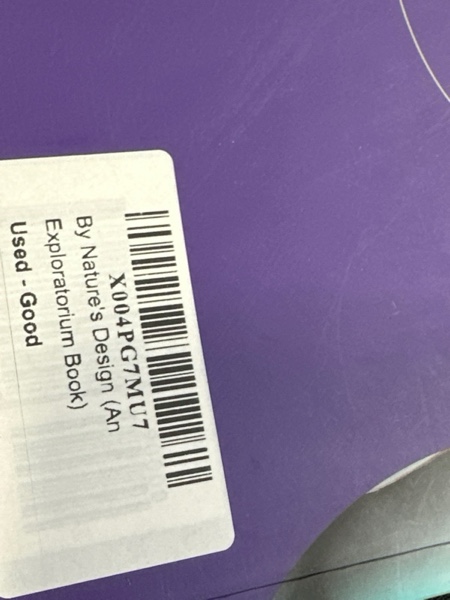 X004PG7MU7
By Nature's Design (An
Exploratorium Book)
Used - Good